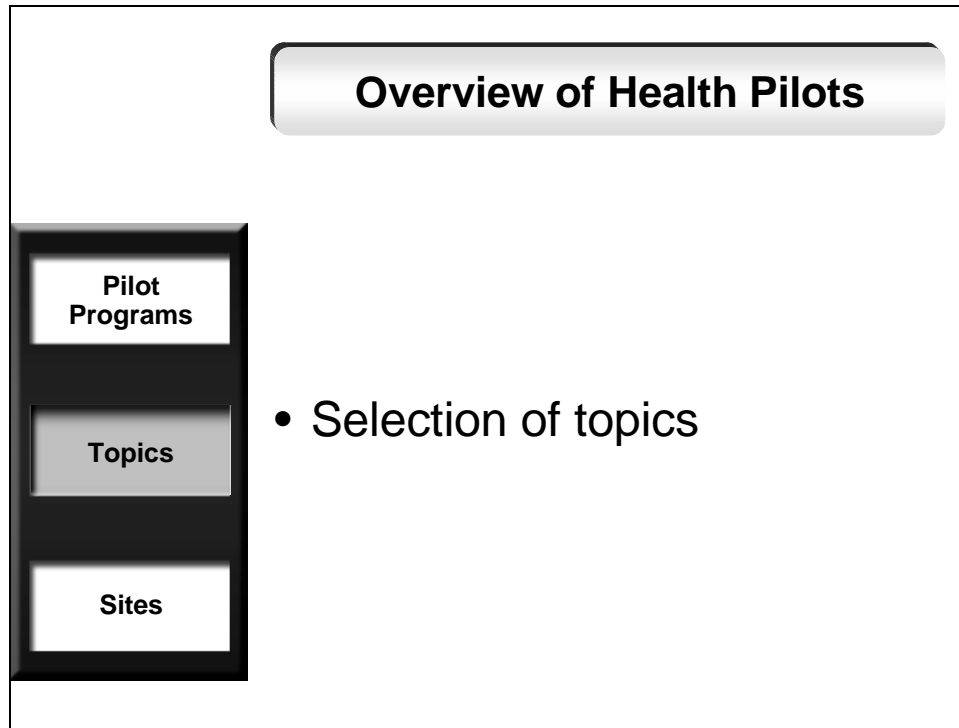 Overview of Health Pilots
Pilot
Programs
Topics
• Selection of topics
Sites